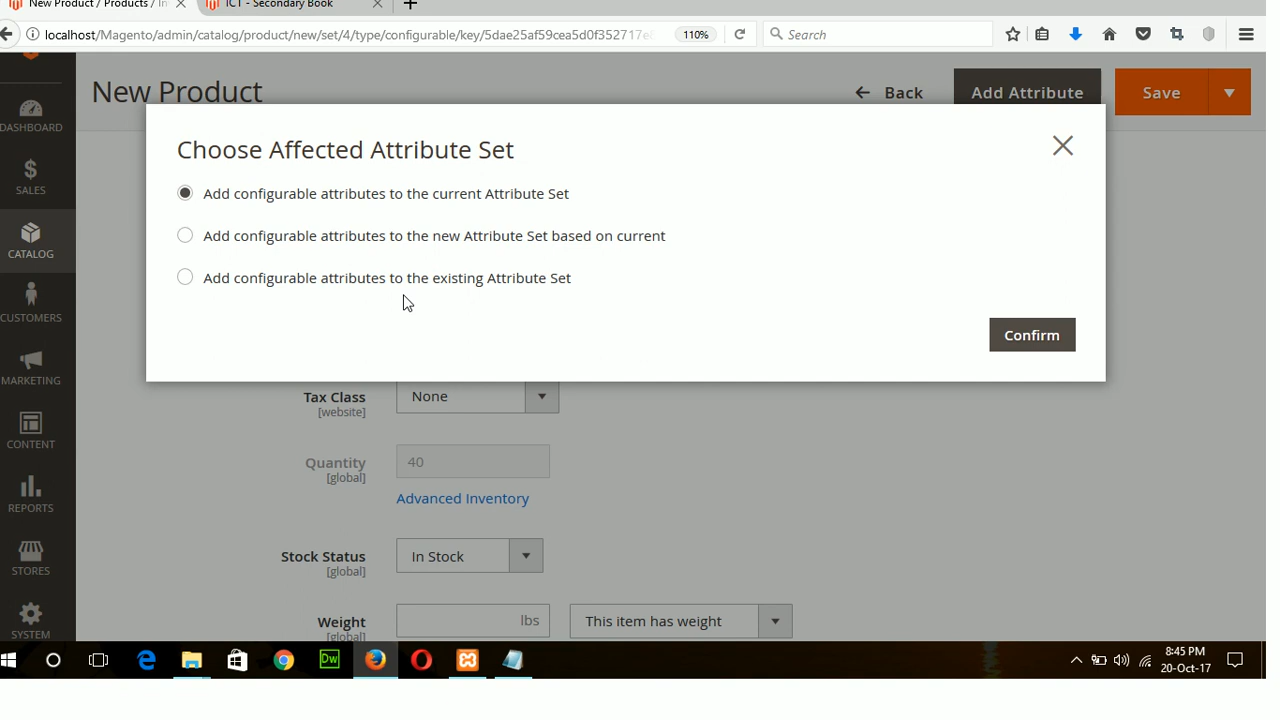 New Product / Products / In
ICT - Secondary Book
localhost/Magento/admin/catalog/product/new/set/4/type/configurable/key/5dae25af59cea5d0f352717e
110%
Search
New Product
Back
Add Attribute
Save
DASHBOARD
SALES
CATALOG
CUSTOMERS
MARKETING
CONTENT
REPORTS
STORES
SYSTEM
Choose Affected Attribute Set
Add configurable attributes to the current Attribute Set
Add configurable attributes to the new Attribute Set based on current
Add configurable attributes to the existing Attribute Set
Confirm
Tax Class
[website]
None
Quantity
[global]
40
Advanced Inventory
Stock Status
[global]
In Stock
Weight
[global]
lbs
This item has weight
Dw
8:45 PM
20-Oct-17